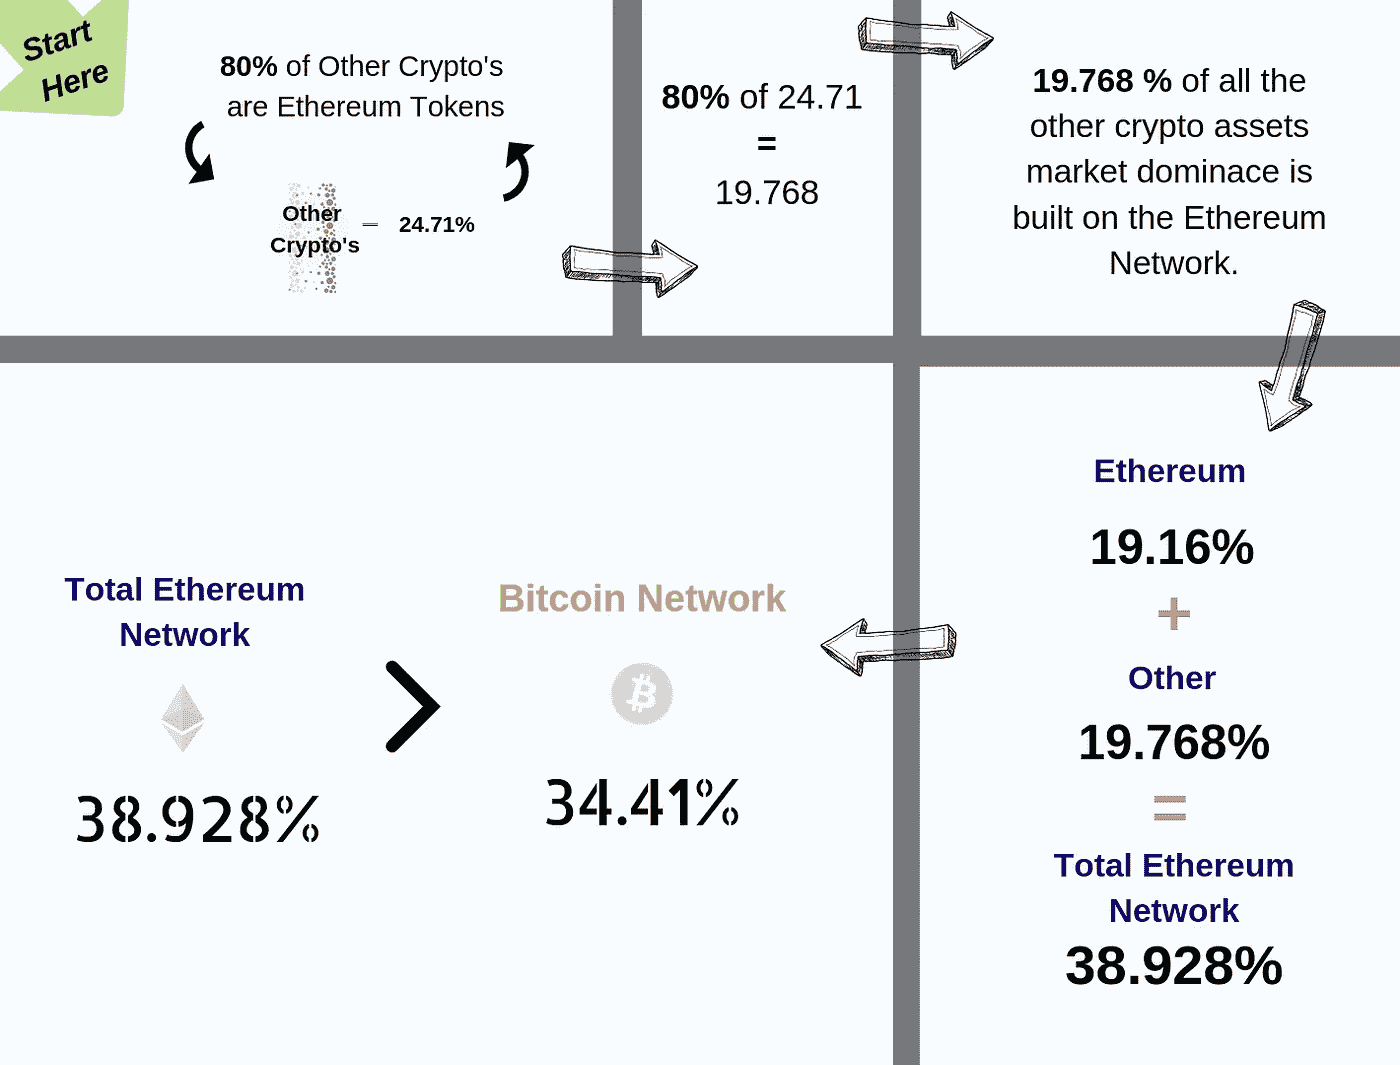 Start
Here
80% of Other Crypto's
are Ethereum Tokens
Other
Crypto's
= 24.71%
80% of 24.71
=
19.768
19.768 % of all the
other crypto assets
market dominace is
built on the Ethereum
Network.
Ethereum
19.16%
+
Other
19.768%
=
Total Ethereum
Network
38.928%
Total Ethereum
Network
38.928%
>
Bitcoin Network
₿
34.41%